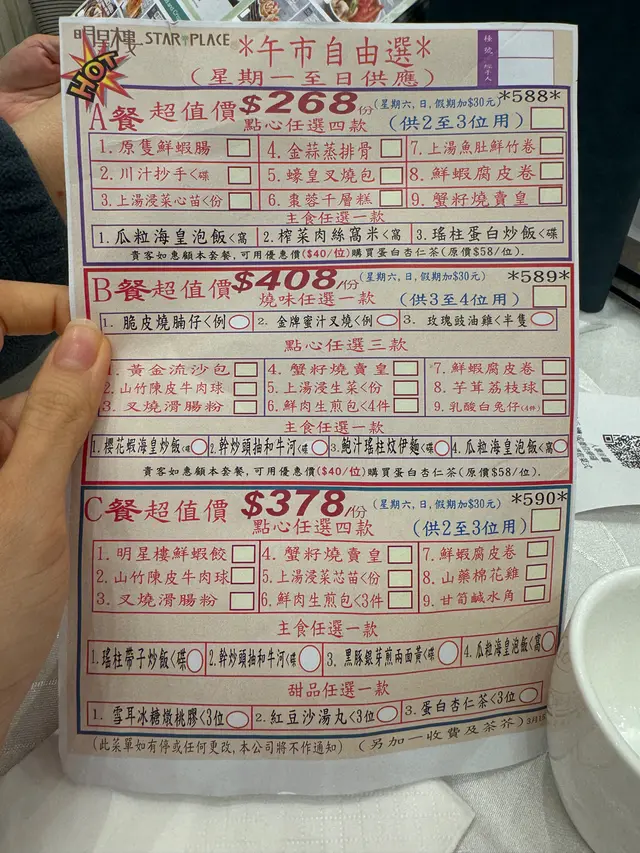 明星樓 STAR PLACE
*午市自由選*
(星期一至日供應)
樓號 經手人
HOT
A餐超值價$268/份(星期六,日,假期加$30元) *588*
點心任選四款 (供2至3位用)
1. 原隻鮮蝦腸 4. 金蒜蒸排骨 7. 上湯魚肚鮮竹卷
2. 川汁抄手<碟 5. 蠔皇叉燒包 8. 鮮蝦腐皮卷
3. 上湯浸菜心苗<份 6. 棗蓉千層糕 9. 蟹籽燒賣皇
主食任選一款
1. 瓜粒海皇泡飯<窩 2. 榨菜肉絲窩米<窩 3. 瑤柱蛋白炒飯<碟
貴客如惠顧本套餐,可用優惠價($40/位)購買蛋白杏仁茶(原價$58/位).
B餐超值價$408/份(星期六,日,假期加$30元) *589*
燒味任選一款 (供3至4位用)
1. 脆皮燒腩仔<例 2. 金牌蜜汁叉燒<例 3. 玫瑰豉油雞<半隻
點心任選三款
1. 黃金流沙包 4. 蟹籽燒賣皇 7. 鮮蝦腐皮卷
2. 山竹陳皮牛肉球 5. 上湯浸生菜<份 8. 芋茸荔枝球
3. 叉燒滑腸粉 6. 鮮肉生煎包<4件 9. 乳酸白兔仔(4件)
主食任選一款
1. 櫻花蝦海皇炒飯<碟 2. 幹炒頭抽和牛河<碟 3. 鮑汁瑤柱炆伊麵<碟 4. 瓜粒海皇泡飯<窩
貴客如惠顧本套餐,可用優惠價($40/位)購買蛋白杏仁茶(原價$58/位).
C餐超值價$378/份(星期六,日,假期加$30元) *590*
點心任選四款 (供2至3位用)
1. 明星樓鮮蝦餃 4. 蟹籽燒賣皇 7. 鮮蝦腐皮卷
2. 山竹陳皮牛肉球 5. 上湯浸菜芯苗<份 8. 山藥棉花雞
3. 叉燒滑腸粉 6. 鮮肉生煎包<3件 9. 甘筍鹹水角
主食任選一款
1. 瑤柱帶子炒飯<碟 2. 幹炒頭抽和牛河<碟 3. 黑豚銀芽煎兩面黃<碟 4. 瓜粒海皇泡飯<窩
甜品任選一款
1. 雪耳冰糖燉桃膠<3位 2. 紅豆沙湯丸<3位 3. 蛋白杏仁茶<3位
(此菜單如有停或任何更改,本公司將不作通知) (另加一收費及茶芥)